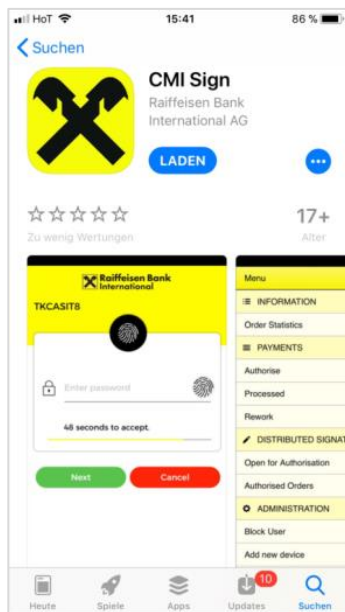 HoT 15:41 86 %
Suchen
CMI Sign
Raiffeisen Bank
International AG
LADEN
17+
Zu wenig Wertungen Alter
Raiffeisen Bank
International
TKCASIT8
Enter password
48 seconds to accept.
Next Cancel
Menu
INFORMATION
Order Statistics
PAYMENTS
Authorise
Processed
Rework
DISTRIBUTED SIGNAT
Open for Authorisation
Authorised Orders
ADMINISTRATION
Block User
Add new device
10
Heute Spiele Apps Updates Suchen